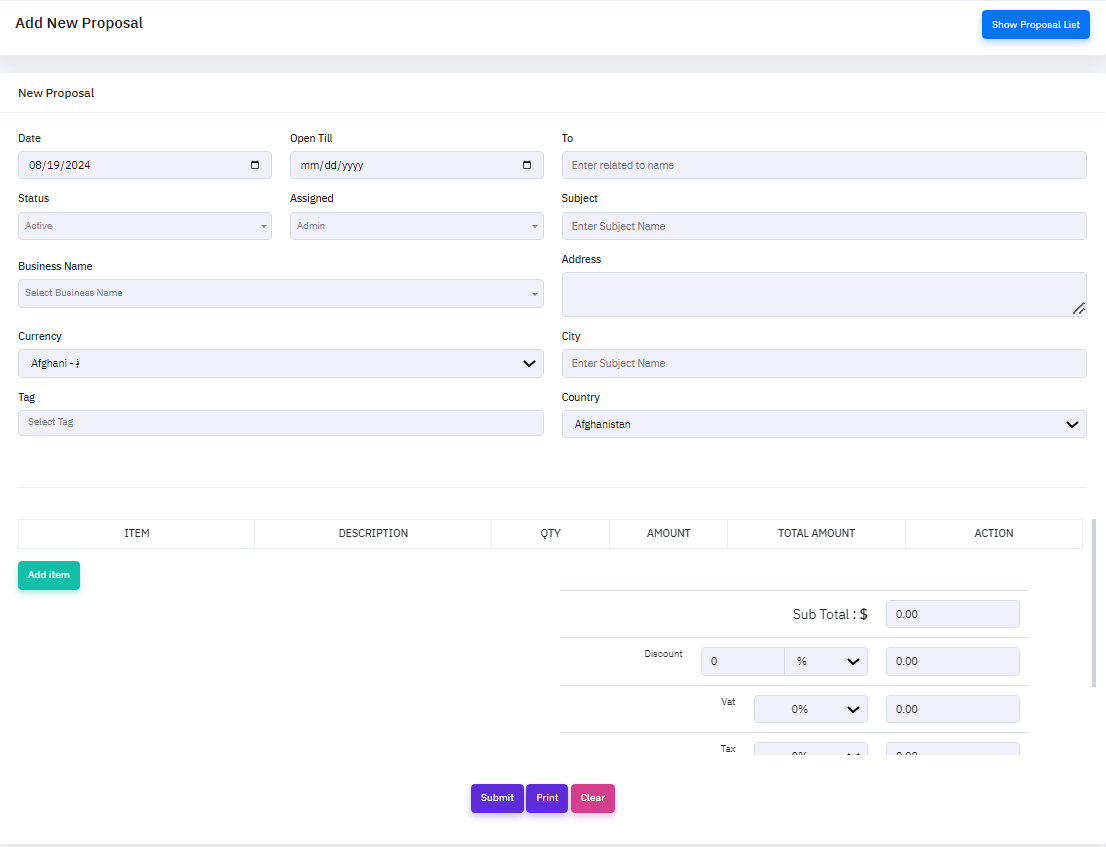 Add New Proposal
Show Proposal List
New Proposal
Date
Open Till
To
08/19/2024
mm/dd/yyyy
Enter related to name
Status
Assigned
Subject
Active
Admin
Enter Subject Name
Business Name
Address
Select Business Name
Currency
City
Afghani - ؋
Enter Subject Name
Tag
Country
Select Tag
Afghanistan
ITEM DESCRIPTION QTY AMOUNT TOTAL AMOUNT ACTION
Add item
Sub Total : $ 0.00
Discount 0 % 0.00
Vat 0% 0.00
Tax 0% 0.00
Submit Print Clear